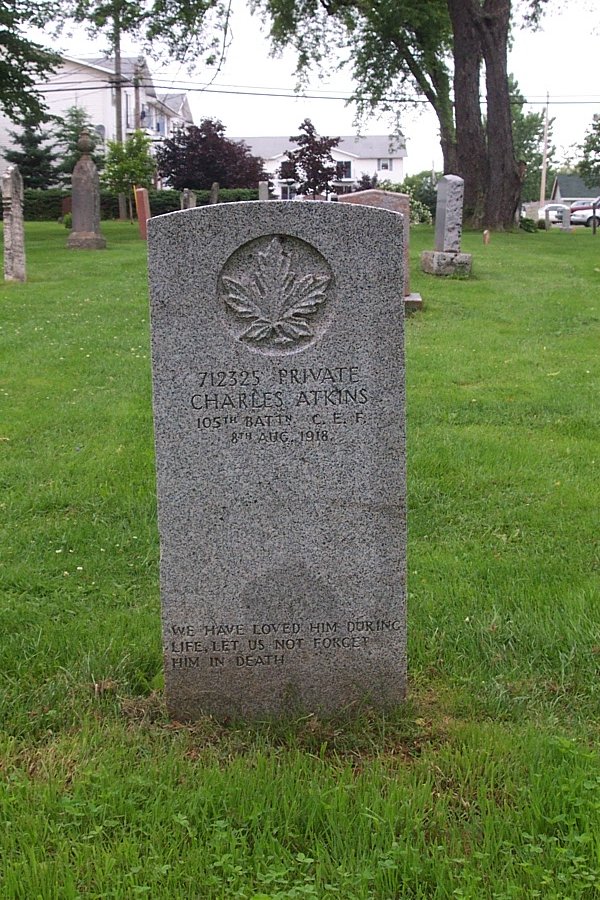 712325 PRIVATE
CHARLES ATKINS
105TH BATTN. C. E. F.
8TH AUG. 1918.
WE HAVE LOVED HIM DURING
LIFE, LET US NOT FORGET
HIM IN DEATH